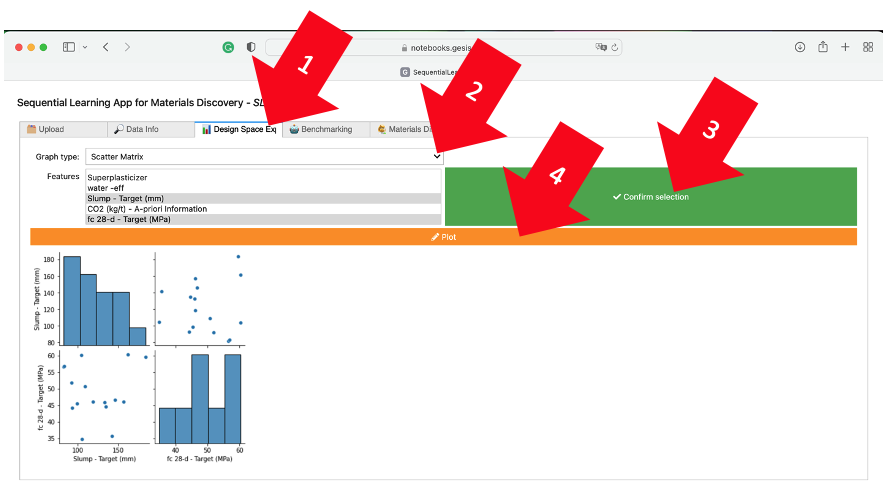 1
2
3
4
notebooks.gesis
G SequentialLea
Sequential Learning App for Materials Discovery - SL
Upload
Data Info
Design Space Exp
Benchmarking
Materials Di
Graph type: Scatter Matrix
Features
Superplasticizer
water -eff
Slump - Target (mm)
CO2 (kg/t) - A-priori Information
fc 28-d - Target (MPa)
Confirm selection
Plot
Slump - Target (mm)
180
160
140
120
100
80
fc 28-d - Target (MPa)
60
55
50
45
40
35
100 150
Slump - Target (mm)
40 50 60
fc 28-d - Target (MPa)